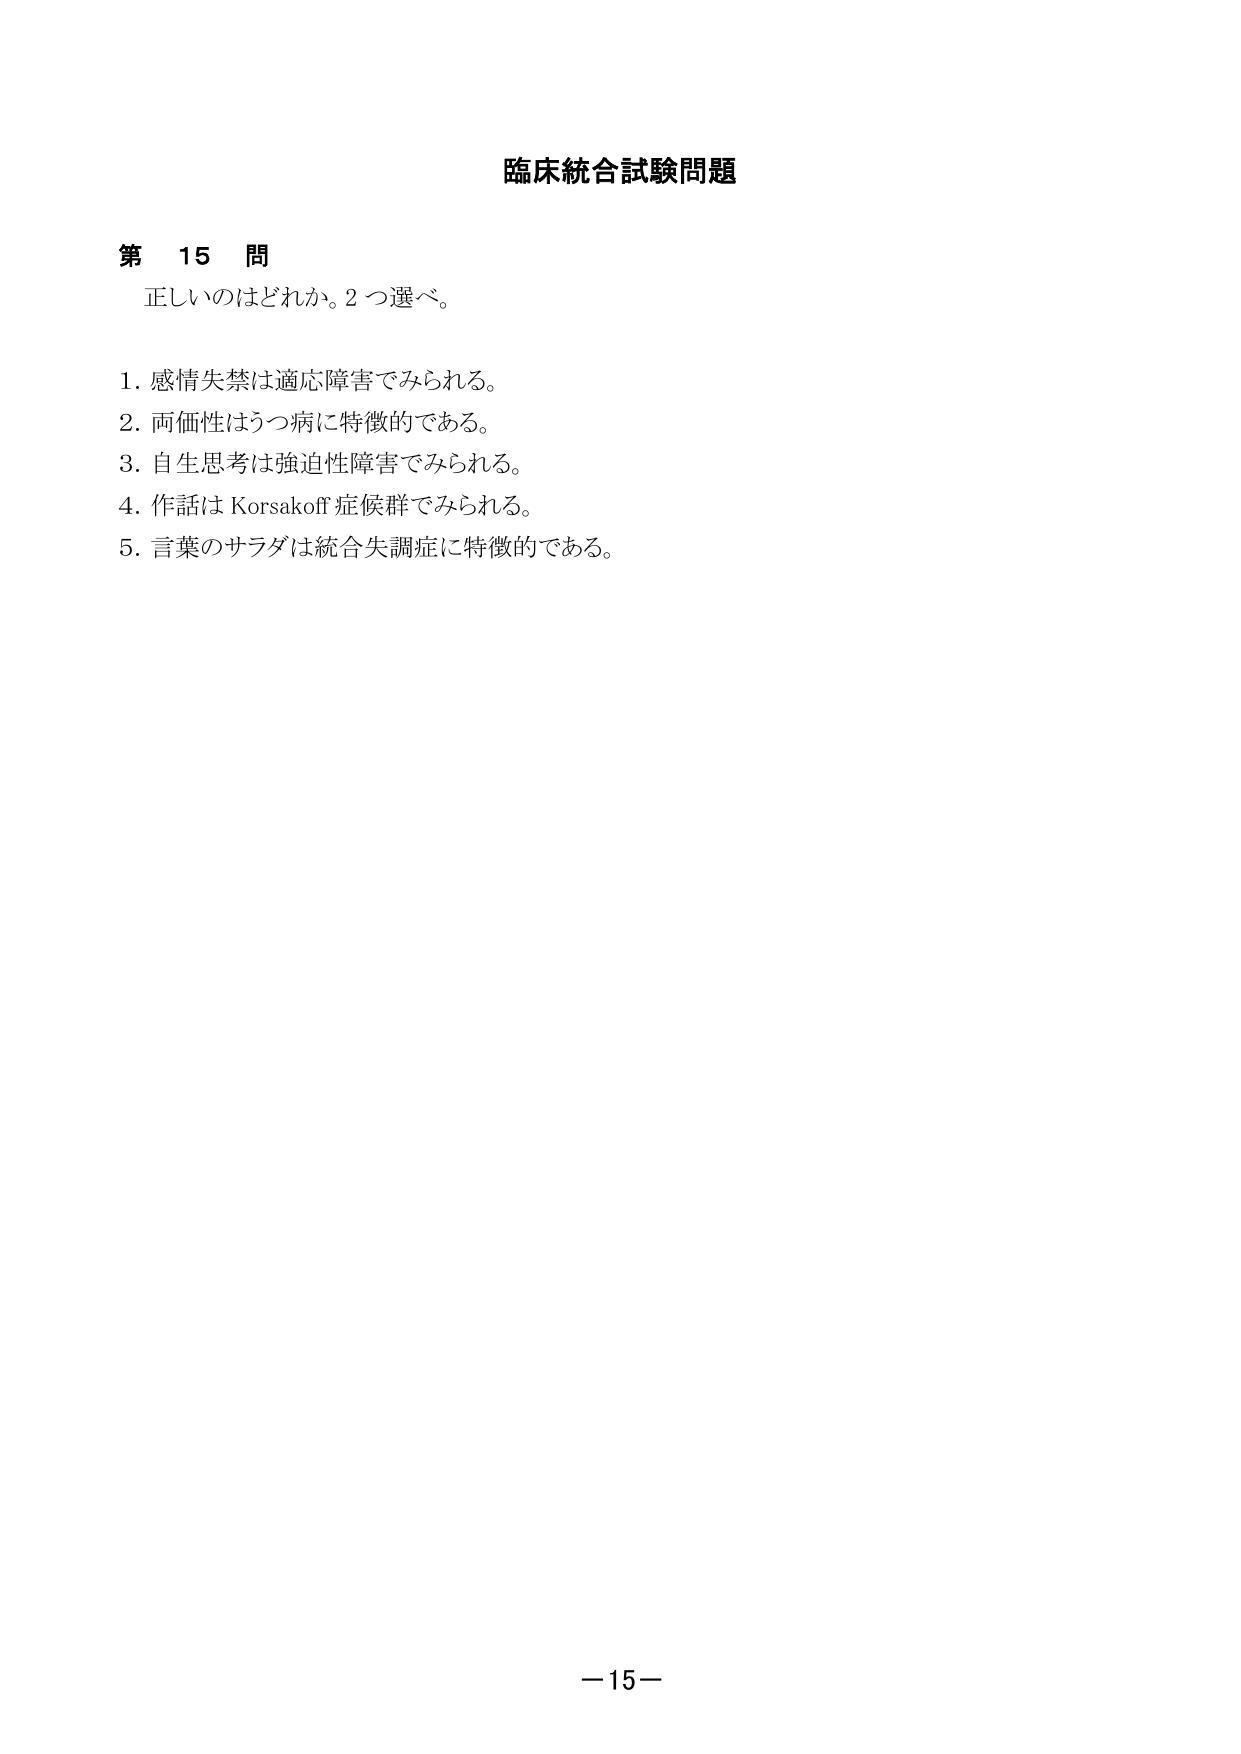 臨床統合試験問題
第 15 問
正しいのはどれか。2つ選べ。
1. 感情失禁は適応障害でみられる。
2. 両価性はうつ病に特徴的である。
3. 自生思考は強迫性障害でみられる。
4. 作話は Korsakoff 症候群でみられる。
5. 言葉のサラダは統合失調症に特徴的である。
－15－